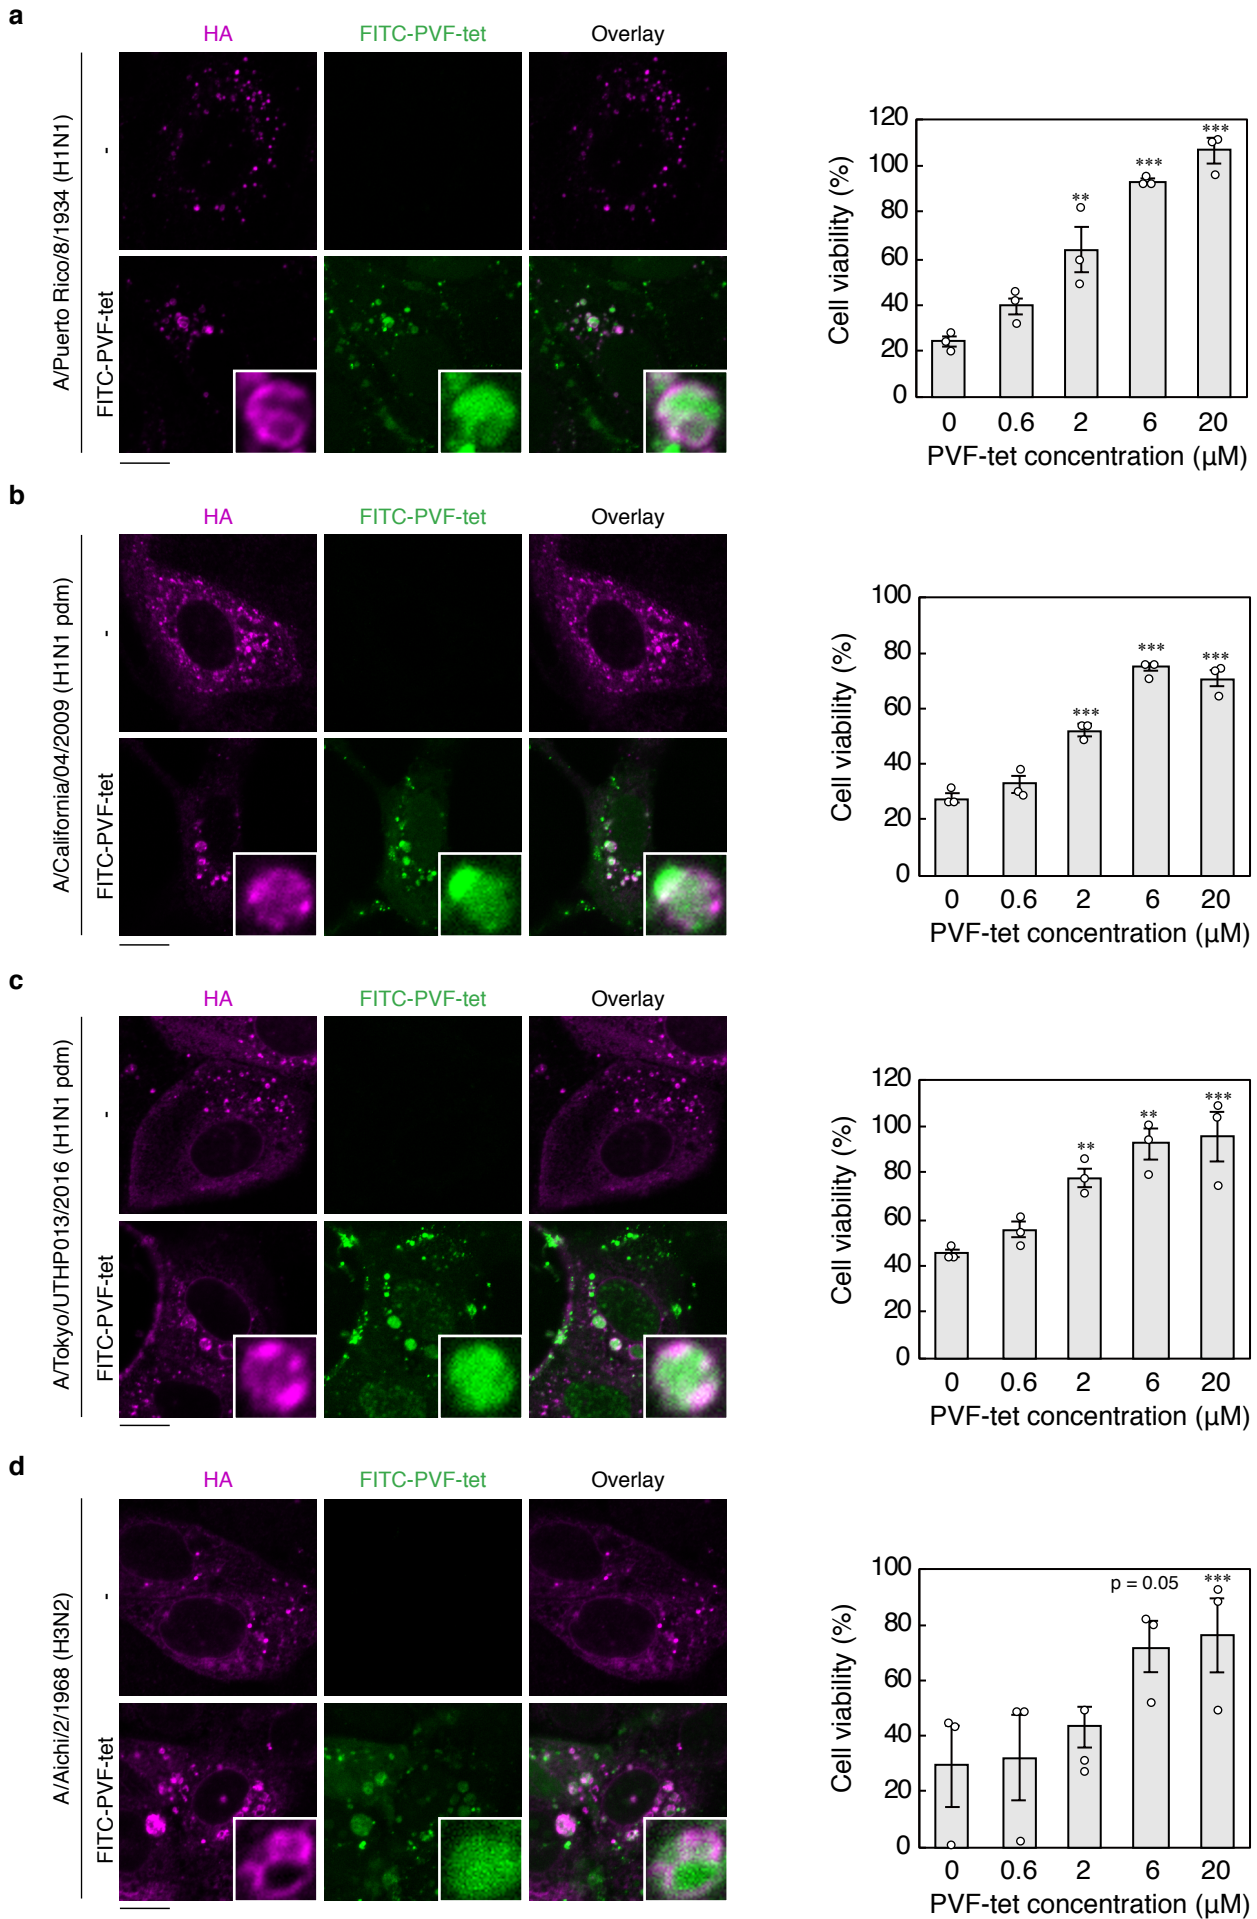 a
HA FITC-PVF-tet Overlay
A/Puerto Rico/8/1934 (H1N1)
-
FITC-PVF-tet
Cell viability (%)
120
100
80
60
40
20
0
** *** ***
0 0.6 2 6 20
PVF-tet concentration (μM)
b
HA FITC-PVF-tet Overlay
A/California/04/2009 (H1N1 pdm)
-
FITC-PVF-tet
Cell viability (%)
100
80
60
40
20
0
*** *** ***
0 0.6 2 6 20
PVF-tet concentration (μM)
c
HA FITC-PVF-tet Overlay
A/Tokyo/UTHP013/2016 (H1N1 pdm)
-
FITC-PVF-tet
Cell viability (%)
120
100
80
60
40
20
0
** ** ***
0 0.6 2 6 20
PVF-tet concentration (μM)
d
HA FITC-PVF-tet Overlay
A/Aichi/2/1968 (H3N2)
-
FITC-PVF-tet
Cell viability (%)
100
80
60
40
20
0
p = 0.05 ***
0 0.6 2 6 20
PVF-tet concentration (μM)